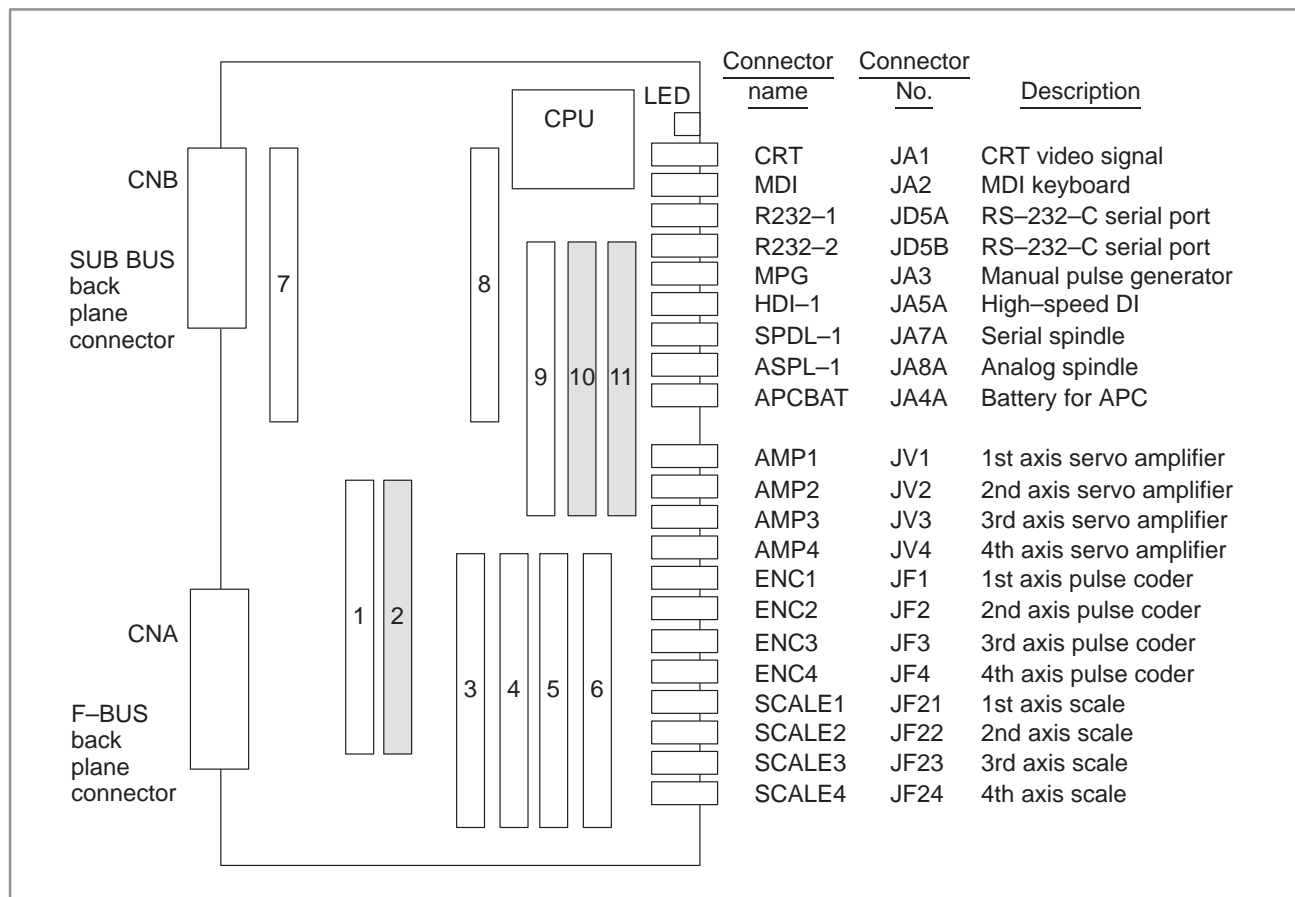 Connector name Connector No. Description
LED
CPU
CNB
SUB BUS
back
plane
connector
CNA
F–BUS
back
plane
connector
7
8
9
10
11
1
2
3
4
5
6
CRT JA1 CRT video signal
MDI JA2 MDI keyboard
R232–1 JD5A RS–232–C serial port
R232–2 JD5B RS–232–C serial port
MPG JA3 Manual pulse generator
HDI–1 JA5A High–speed DI
SPDL–1 JA7A Serial spindle
ASPL–1 JA8A Analog spindle
APCBAT JA4A Battery for APC
AMP1 JV1 1st axis servo amplifier
AMP2 JV2 2nd axis servo amplifier
AMP3 JV3 3rd axis servo amplifier
AMP4 JV4 4th axis servo amplifier
ENC1 JF1 1st axis pulse coder
ENC2 JF2 2nd axis pulse coder
ENC3 JF3 3rd axis pulse coder
ENC4 JF4 4th axis pulse coder
SCALE1 JF21 1st axis scale
SCALE2 JF22 2nd axis scale
SCALE3 JF23 3rd axis scale
SCALE4 JF24 4th axis scale